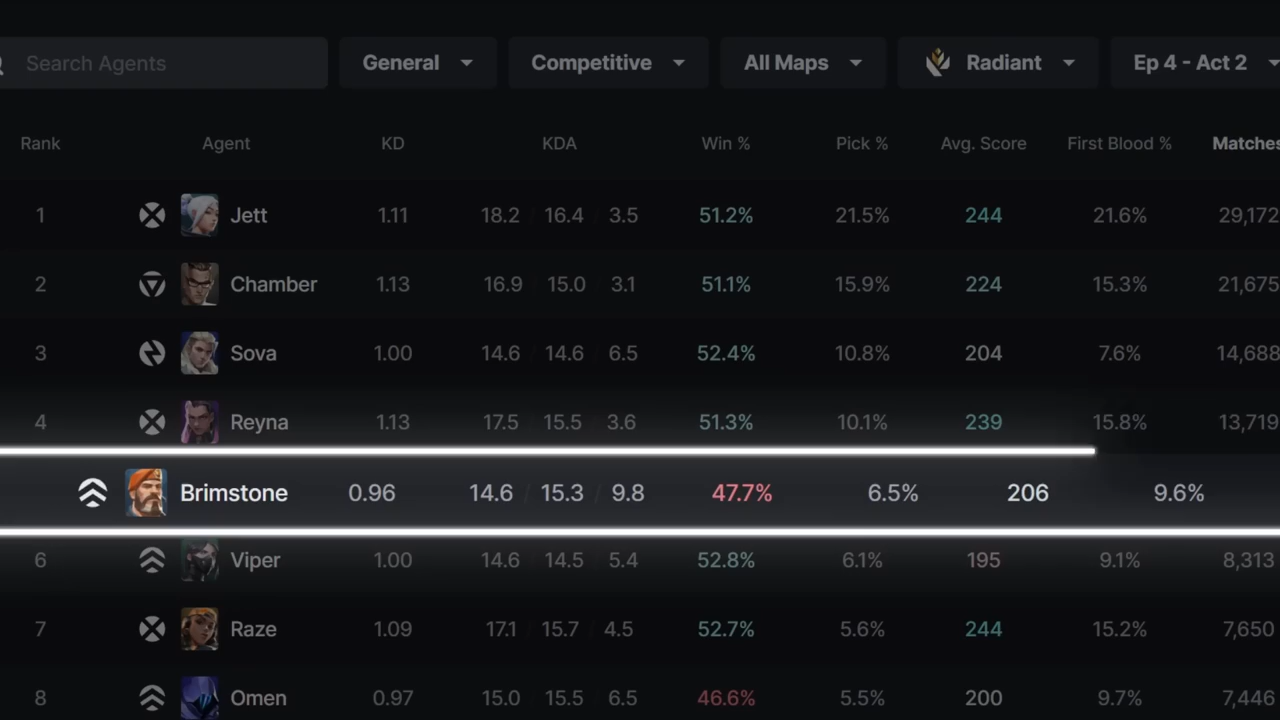 Search Agents General Competitive All Maps Radiant Ep 4 - Act 2
Rank Agent KD KDA Win % Pick % Avg. Score First Blood % Matches
1 Jett 1.11 18.2 / 16.4 / 3.5 51.2% 21.5% 244 21.6% 29,172
2 Chamber 1.13 16.9 / 15.0 / 3.1 51.1% 15.9% 224 15.3% 21,675
3 Sova 1.00 14.6 / 14.6 / 6.5 52.4% 10.8% 204 7.6% 14,688
4 Reyna 1.13 17.5 / 15.5 / 3.6 51.3% 10.1% 239 15.8% 13,719
Brimstone 0.96 14.6 / 15.3 / 9.8 47.7% 6.5% 206 9.6%
6 Viper 1.00 14.6 / 14.5 / 5.4 52.8% 6.1% 195 9.1% 8,313
7 Raze 1.09 17.1 / 15.7 / 4.5 52.7% 5.6% 244 15.2% 7,650
8 Omen 0.97 15.0 / 15.5 / 6.5 46.6% 5.5% 200 9.7% 7,446